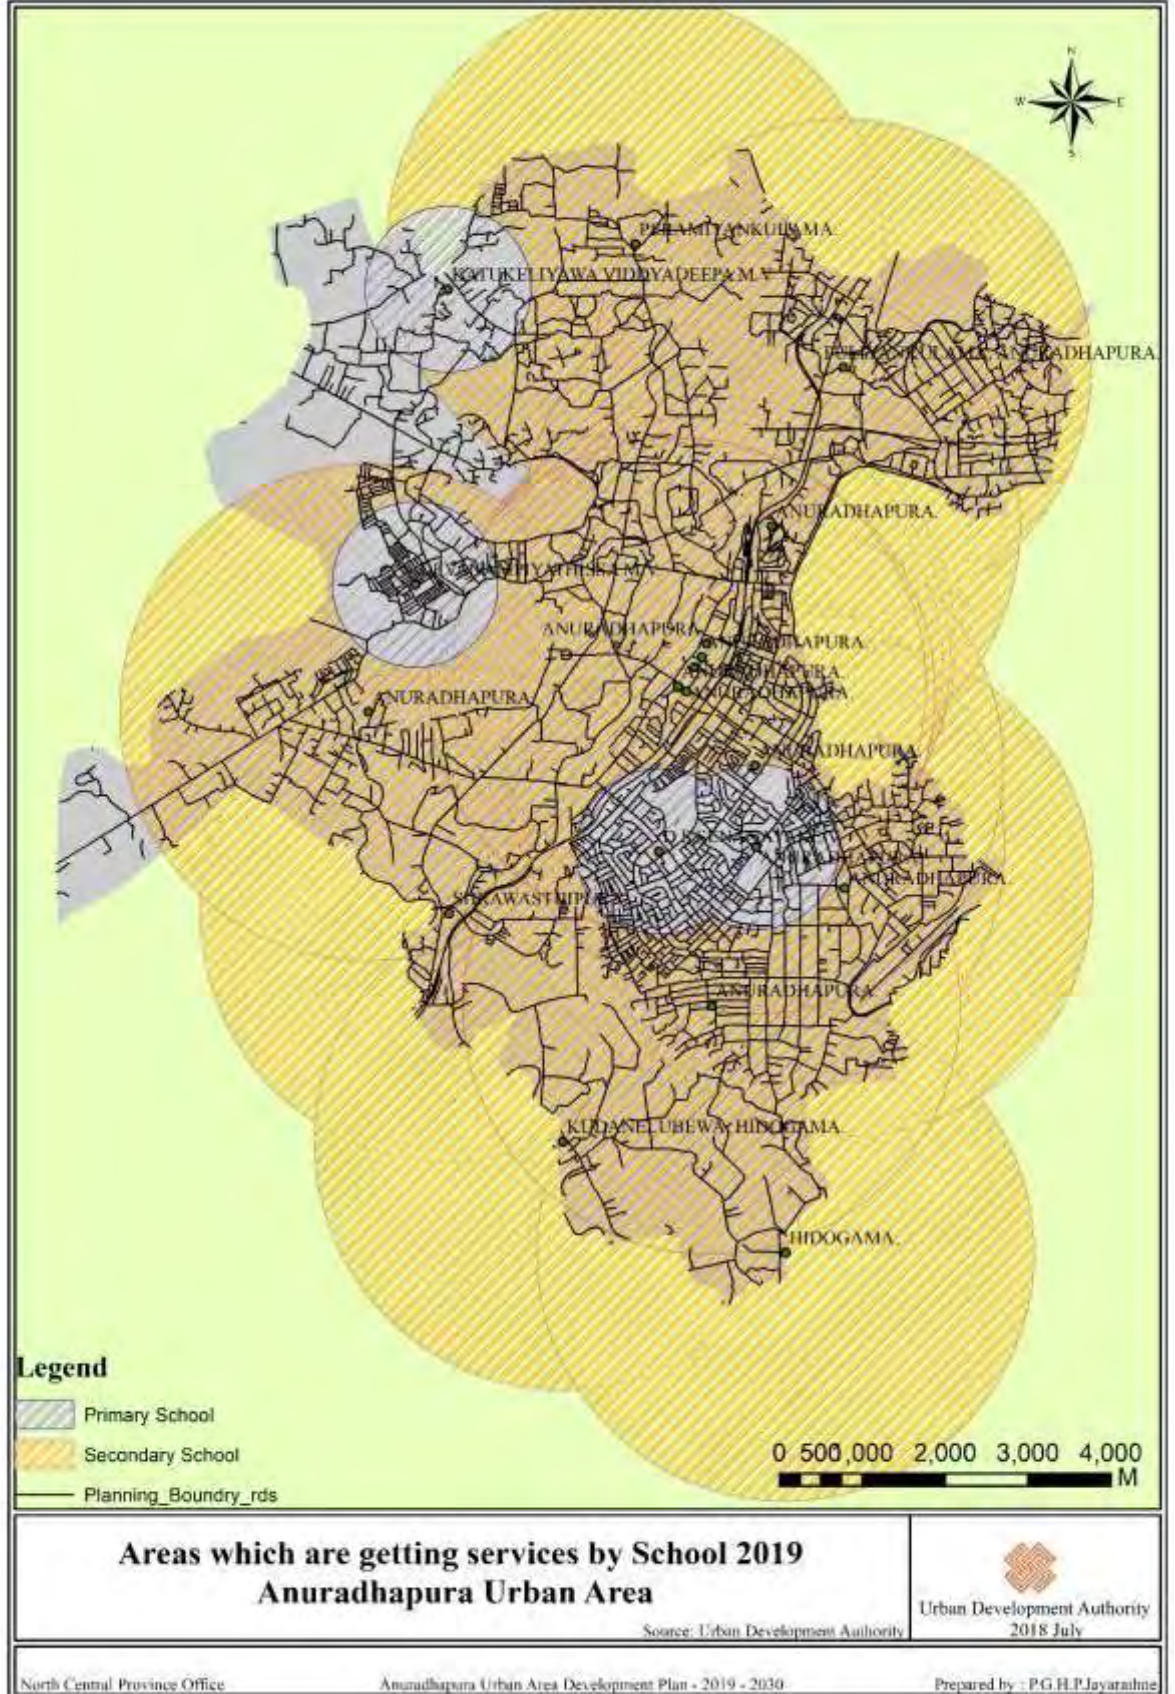 N
W
E
S
KATUKELIYAWA VIDDYADEEPA M.V
ANURADHAPURA.
ANURADHAPURA.
ANURADHAPURA.
ANURADHAPURA
ANURADHAPURA
ANURADHAPURA
ANURADHAPURA.
ANURADHAPURA
KUDANELUBEWA, HIDOGAMA.
HIDOGAMA.
Legend
Primary School
Secondary School
Planning_Boundry_rds
0 500 ,000 2,000 3,000 4,000
M
Areas which are getting services by School 2019
Anuradhapura Urban Area
Source: Urban Development Authority
Urban Development Authority
2018 July
North Central Province Office
Anuradhapura Urban Area Development Plan - 2019 - 2030
Prepared by : P.G.H.P.Jayarathne